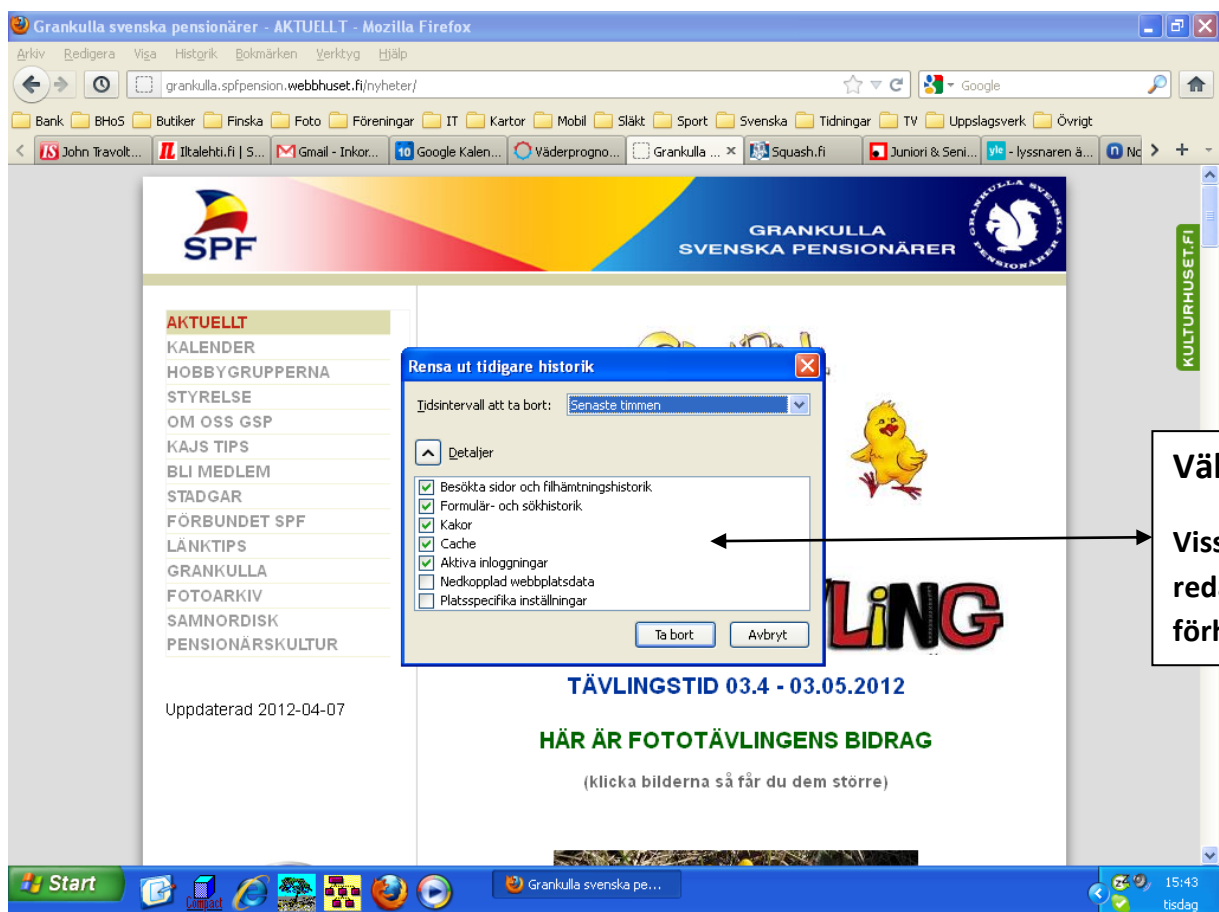 Grankulla svenska pensionärer - AKTUELLT - Mozilla Firefox
Arkiv Redigera Visa Historik Bokmärken Verktyg Hjälp
grankulla.spfpension.webbhuset.fi/nyheter/ Google
Bank BHoS Butiker Finska Foto Föreningar IT Kartor Mobil Släkt Sport Svenska Tidningar TV Uppslagsverk Övrigt
John Travolt... Iltalehti.fi | S... Gmail - Inkor... 10 Google Kalen... Väderprogno... Grankulla ... Squash.fi Juniori & Seni... yle - lyssnaren ä...
SPF
GRANKULLA
SVENSKA PENSIONÄRER
GRANKULLA SVENSKA PENSIONÄRER
KULTURHUSET.FI
AKTUELLT
KALENDER
HOBBYGRUPPERNA
STYRELSE
OM OSS GSP
KAJS TIPS
BLI MEDLEM
STADGAR
FÖRBUNDET SPF
LÄNKTIPS
GRANKULLA
FOTOARKIV
SAMNORDISK
PENSIONÄRSKULTUR
Uppdaterad 2012-04-07
Rensa ut tidigare historik
Tidsintervall att ta bort: Senaste timmen
Detaljer
Besökta sidor och filhämtningshistorik
Formulär- och sökhistorik
Kakor
Cache
Aktiva inloggningar
Nedkopplad webbplatsdata
Platsspecifika inställningar
Ta bort Avbryt
LiNG
TÄVLINGSTID 03.4 - 03.05.2012
HÄR ÄR FOTOTÄVLINGENS BIDRAG
(klicka bilderna så får du dem större)
Start
Compact
Grankulla svenska pe...
15:43
tisdag